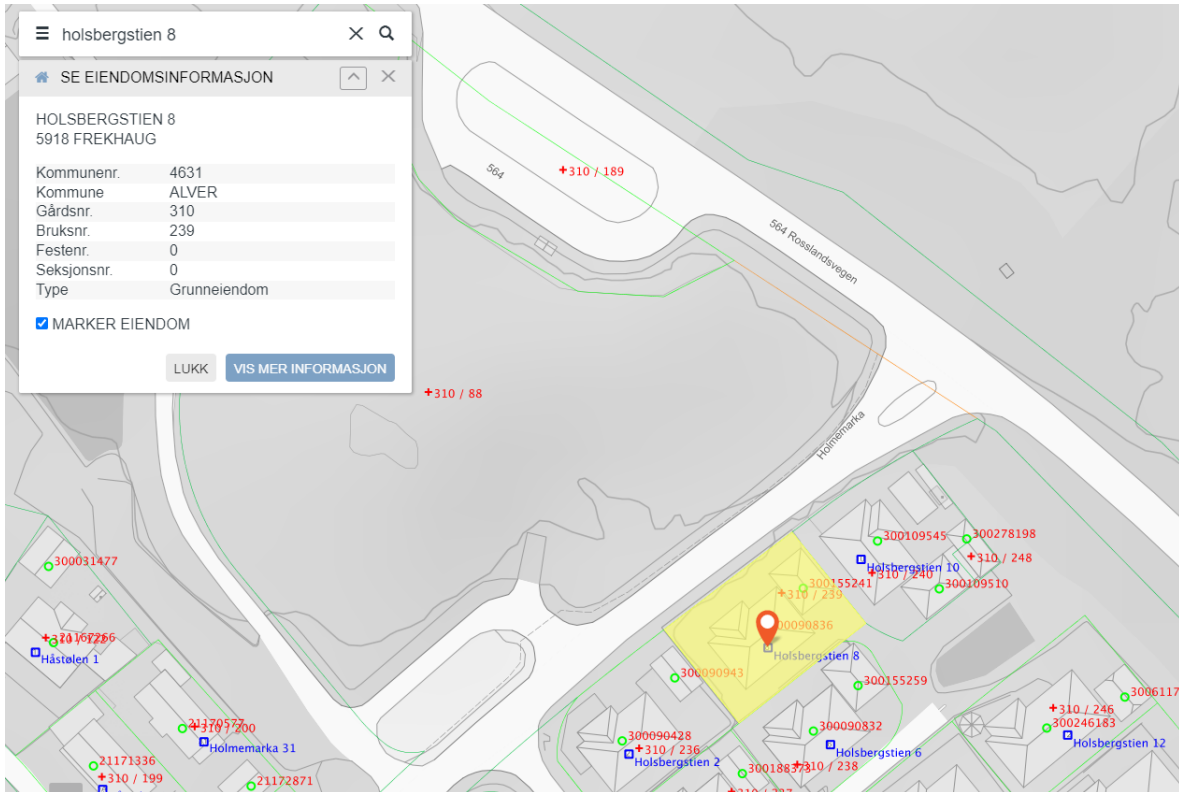 holsbergstien 8
SE EIENDOMSINFORMASJON
HOLSBERGSTIEN 8
5918 FREKHAUG
Kommunenr. 4631
Kommune ALVER
Gårdsnr. 310
Bruksnr. 239
Festenr. 0
Seksjonsnr. 0
Type Grunneiendom
MARKER EIENDOM
LUKK
VIS MER INFORMASJON
564
310 / 189
564 Rosslandsvegen
310 / 88
Holmemarka
300109545
300278198
310 / 248
Holsbergstien 10
310 / 240
300109510
300155241
310 / 239
300090836
Holsbergstien 8
300031477
Håstølen 1
300090943
300155259
21170577
310 / 200
Holmemarka 31
21171336
310 / 199
21172871
300090428
310 / 236
Holsbergstien 2
300090832
Holsbergstien 6
300188373
310 / 238
3006117
310 / 246
300246183
Holsbergstien 12